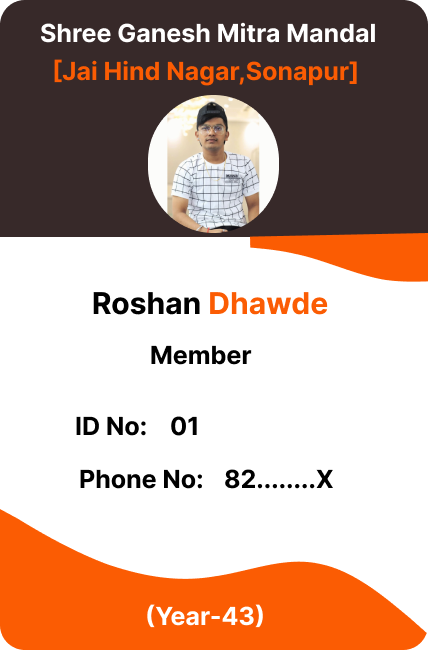 Shree Ganesh Mitra Mandal
[Jai Hind Nagar,Sonapur]
Roshan Dhawde
Member
ID No: 01
Phone No: 82........X
(Year-43)